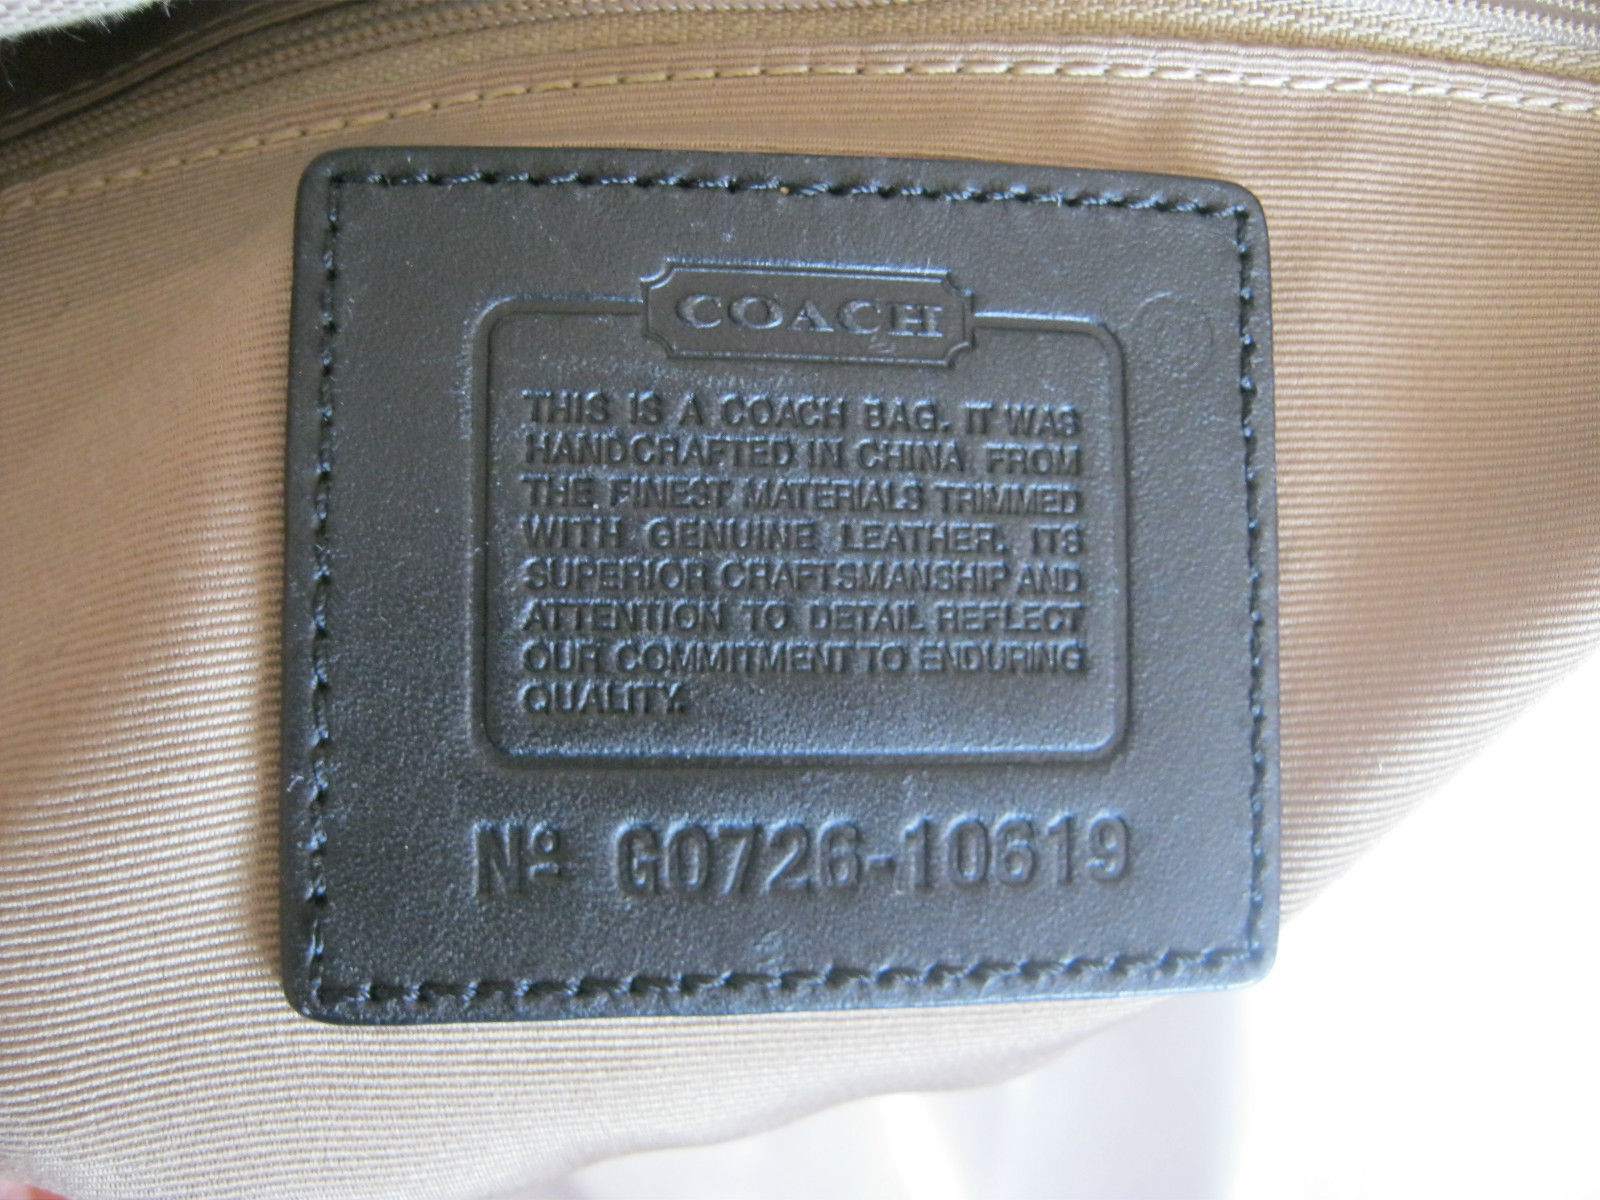 COACH
THIS IS A COACH BAG. IT WAS
HANDCRAFTED IN CHINA FROM
THE FINEST MATERIALS TRIMMED
WITH GENUINE LEATHER. ITS
SUPERIOR CRAFTSMANSHIP AND
ATTENTION TO DETAIL REFLECT
OUR COMMITMENT TO ENDURING
QUALITY.
Nº G0726-10619